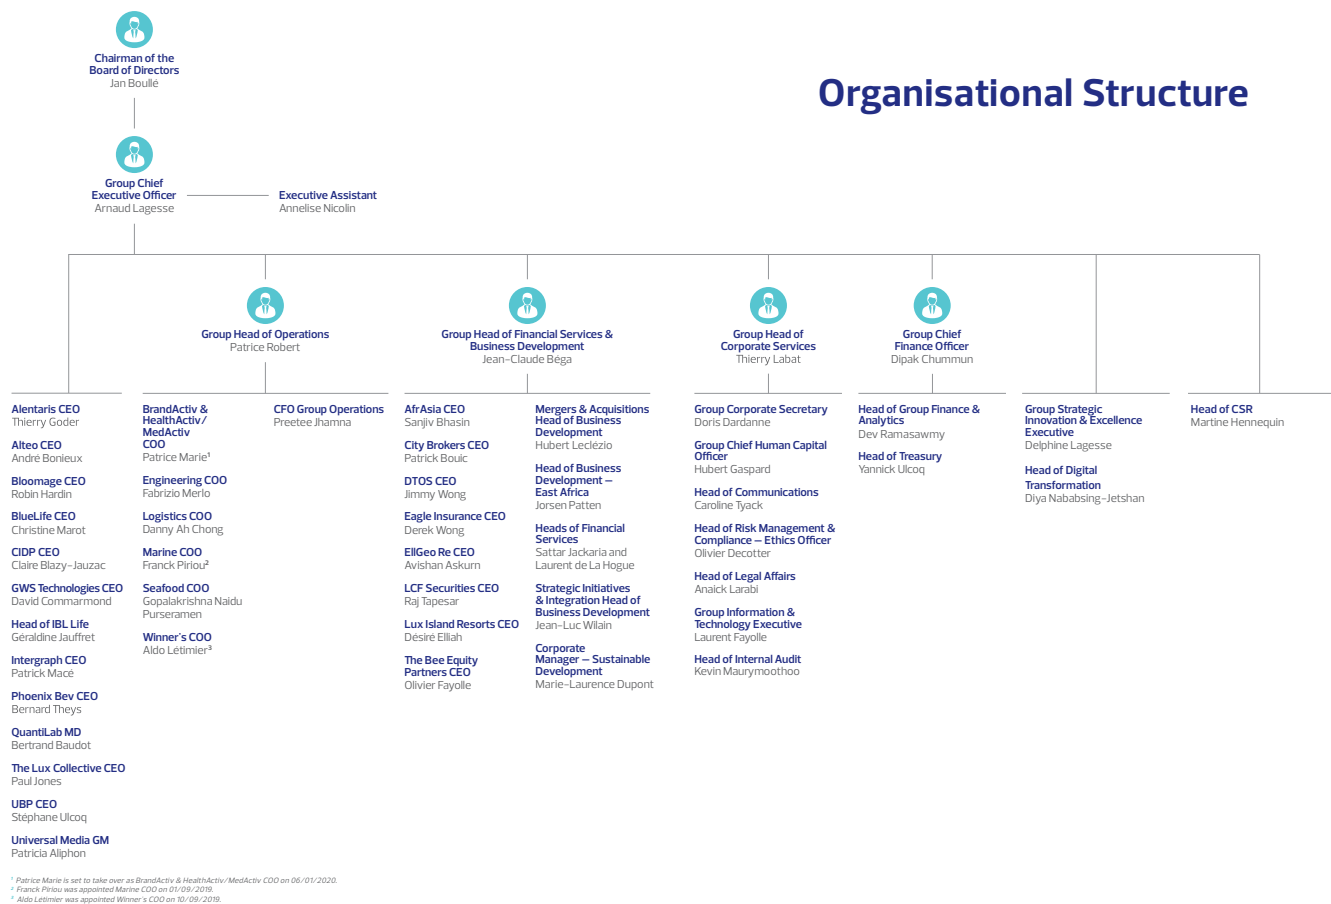 Organisational Structure
Chairman of the
Board of Directors
Jan Boullé
Group Chief
Executive Officer
Arnaud Lagesse
Executive Assistant
Annelise Nicolin
Group Head of Operations
Patrice Robert
Group Head of Financial Services &
Business Development
Jean-Claude Béga
Group Head of
Corporate Services
Thierry Labat
Group Chief
Finance Officer
Dipak Chummun
Alentaris CEO
Thierry Goder
Alteo CEO
André Bonieux
Bloomage CEO
Robin Hardin
BlueLife CEO
Christine Marot
CIDP CEO
Claire Blazy-Jauzac
GWS Technologies CEO
David Commarmond
Head of IBL Life
Géraldine Jauffret
Intergraph CEO
Patrick Macé
Phoenix Bev CEO
Bernard Theys
QuantiLab MD
Bertrand Baudot
The Lux Collective CEO
Paul Jones
UBP CEO
Stéphane Ulcoq
Universal Media GM
Patricia Aliphon
BrandActiv &
HealthActiv/
MedActiv
COO
Patrice Marie¹
Engineering COO
Fabrizio Merlo
Logistics COO
Danny Ah Chong
Marine COO
Franck Piriou²
Seafood COO
Gopalakrishna Naidu
Purseramen
Winner's COO
Aldo Létimier³
CFO Group Operations
Preetee Jhamna
AfrAsia CEO
Sanjiv Bhasin
City Brokers CEO
Patrick Bouic
DTOS CEO
Jimmy Wong
Eagle Insurance CEO
Derek Wong
EllGeo Re CEO
Avishan Askurn
LCF Securities CEO
Raj Tapesar
Lux Island Resorts CEO
Désiré Elliah
The Bee Equity
Partners CEO
Olivier Fayolle
Mergers & Acquisitions
Head of Business
Development
Hubert Leclézio
Head of Business
Development –
East Africa
Jorsen Patten
Heads of Financial
Services
Sattar Jackaria and
Laurent de La Hogue
Strategic Initiatives
& Integration Head of
Business Development
Jean-Luc Wilain
Corporate
Manager – Sustainable
Development
Marie-Laurence Dupont
Group Corporate Secretary
Doris Dardanne
Group Chief Human Capital
Officer
Hubert Gaspard
Head of Communications
Caroline Tyack
Head of Risk Management &
Compliance – Ethics Officer
Olivier Decotter
Head of Legal Affairs
Anaick Larabi
Group Information &
Technology Executive
Laurent Fayolle
Head of Internal Audit
Kevin Maurymoothoo
Head of Group Finance &
Analytics
Dev Ramasawmy
Head of Treasury
Yannick Ulcoq
Group Strategic
Innovation & Excellence
Executive
Delphine Lagesse
Head of Digital
Transformation
Diya Nababsing-Jetshan
Head of CSR
Martine Hennequin
¹ Patrice Marie is set to take over as BrandActiv & HealthActiv/MedActiv COO on 06/01/2020.
² Franck Piriou was appointed Marine COO on 01/09/2019.
³ Aldo Letimier was appointed Winner's COO on 10/09/2019.